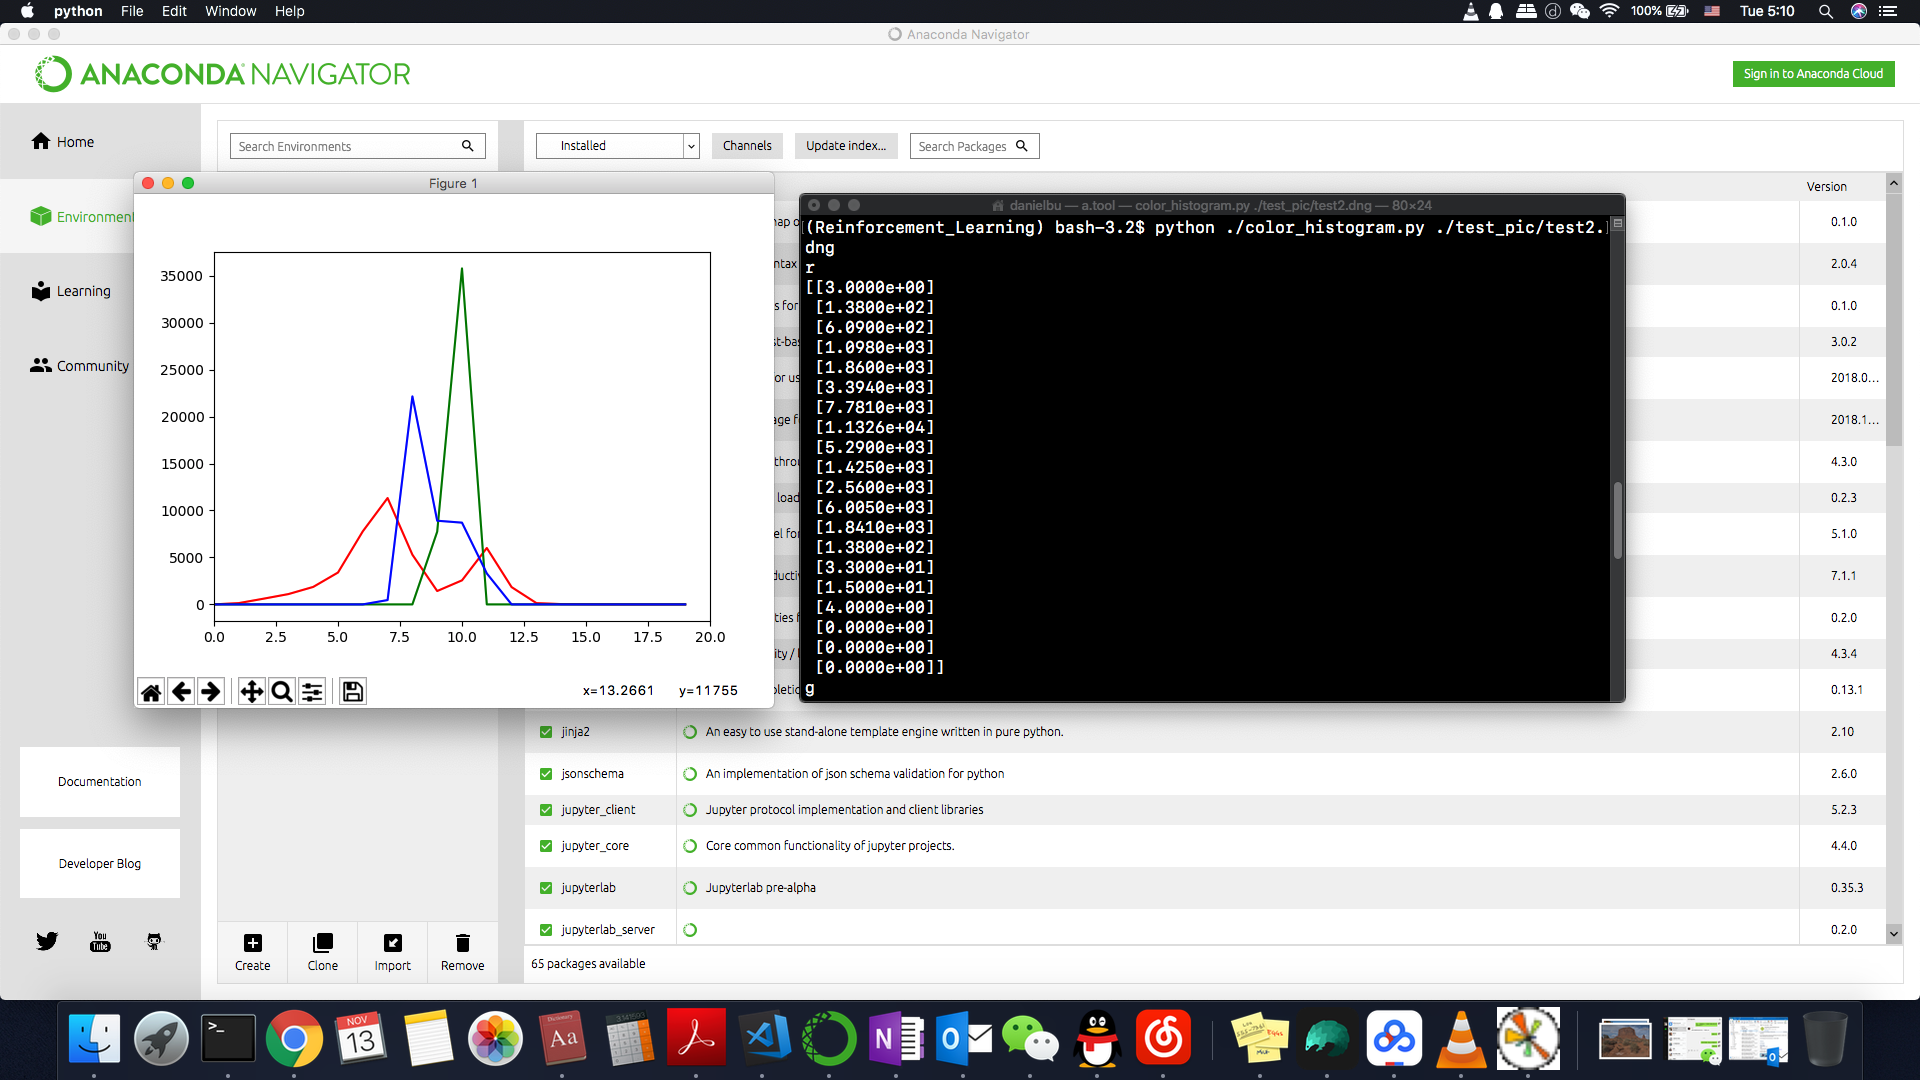 python File Edit Window Help
100% Tue 5:10
Anaconda Navigator
ANACONDA NAVIGATOR
Sign in to Anaconda Cloud
Home
Search Environments
Installed
Channels
Update index...
Search Packages
Version
Environment
Learning
Community
Figure 1
35000
30000
25000
20000
15000
10000
5000
0
0.0 2.5 5.0 7.5 10.0 12.5 15.0 17.5 20.0
x=13.2661 y=11755
danielbu — a.tool — color_histogram.py ./test_pic/test2.dng — 80×24
(Reinforcement_Learning) bash-3.2$ python ./color_histogram.py ./test_pic/test2.
dng
r
[[3.0000e+00]
[1.3800e+02]
[6.0900e+02]
[1.0980e+03]
[1.8600e+03]
[3.3940e+03]
[7.7810e+03]
[1.1326e+04]
[5.2900e+03]
[1.4250e+03]
[2.5600e+03]
[6.0050e+03]
[1.8410e+03]
[1.3800e+02]
[3.3000e+01]
[1.5000e+01]
[4.0000e+00]
[0.0000e+00]
[0.0000e+00]
[0.0000e+00]]
g
0.1.0
2.0.4
0.1.0
3.0.2
2018.0...
2018.1...
4.3.0
0.2.3
5.1.0
7.1.1
0.2.0
4.3.4
0.13.1
jinja2 An easy to use stand-alone template engine written in pure python. 2.10
jsonschema An implementation of json schema validation for python 2.6.0
jupyter_client Jupyter protocol implementation and client libraries 5.2.3
jupyter_core Core common functionality of jupyter projects. 4.4.0
jupyterlab Jupyterlab pre-alpha 0.35.3
jupyterlab_server 0.2.0
65 packages available
Documentation
Developer Blog
You Tube
Create Clone Import Remove
NOV
13